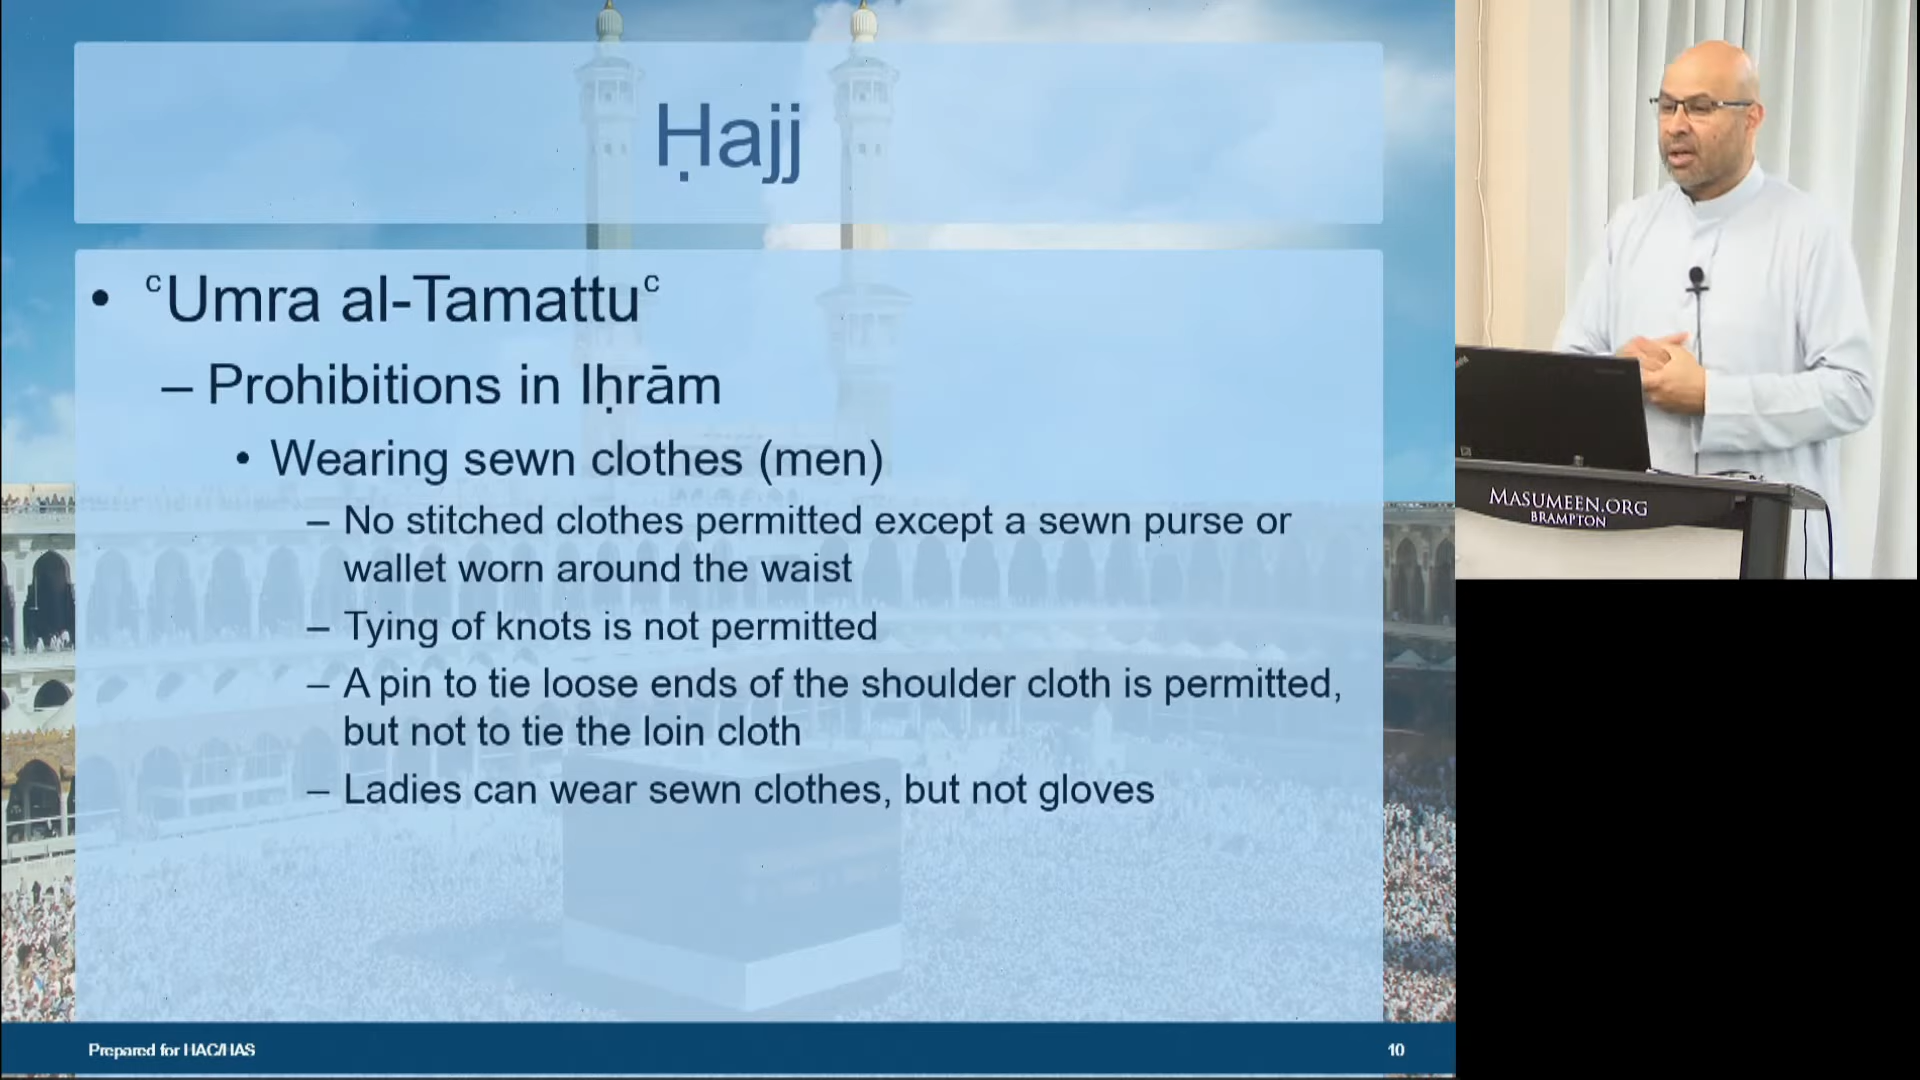 Ḥajj
• ᶜUmra al-Tamattuᶜ
– Prohibitions in Iḥrām
• Wearing sewn clothes (men)
– No stitched clothes permitted except a sewn purse or
wallet worn around the waist
– Tying of knots is not permitted
– A pin to tie loose ends of the shoulder cloth is permitted,
but not to tie the loin cloth
– Ladies can wear sewn clothes, but not gloves
Prepared for HAC/HAS
10
MASUMEEN.ORG
BRAMPTON